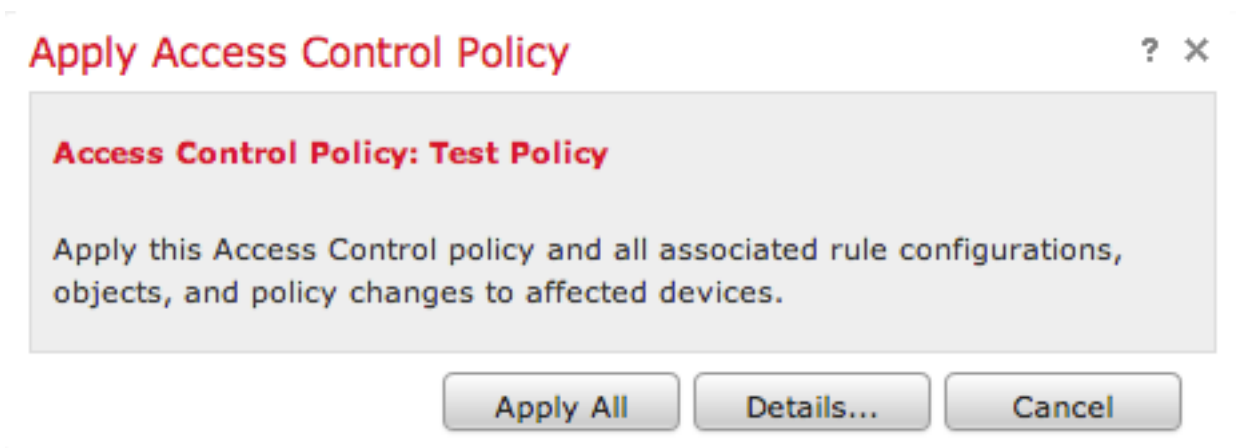 Apply Access Control Policy ? ×
Access Control Policy: Test Policy
Apply this Access Control policy and all associated rule configurations,
objects, and policy changes to affected devices.
Apply All Details... Cancel